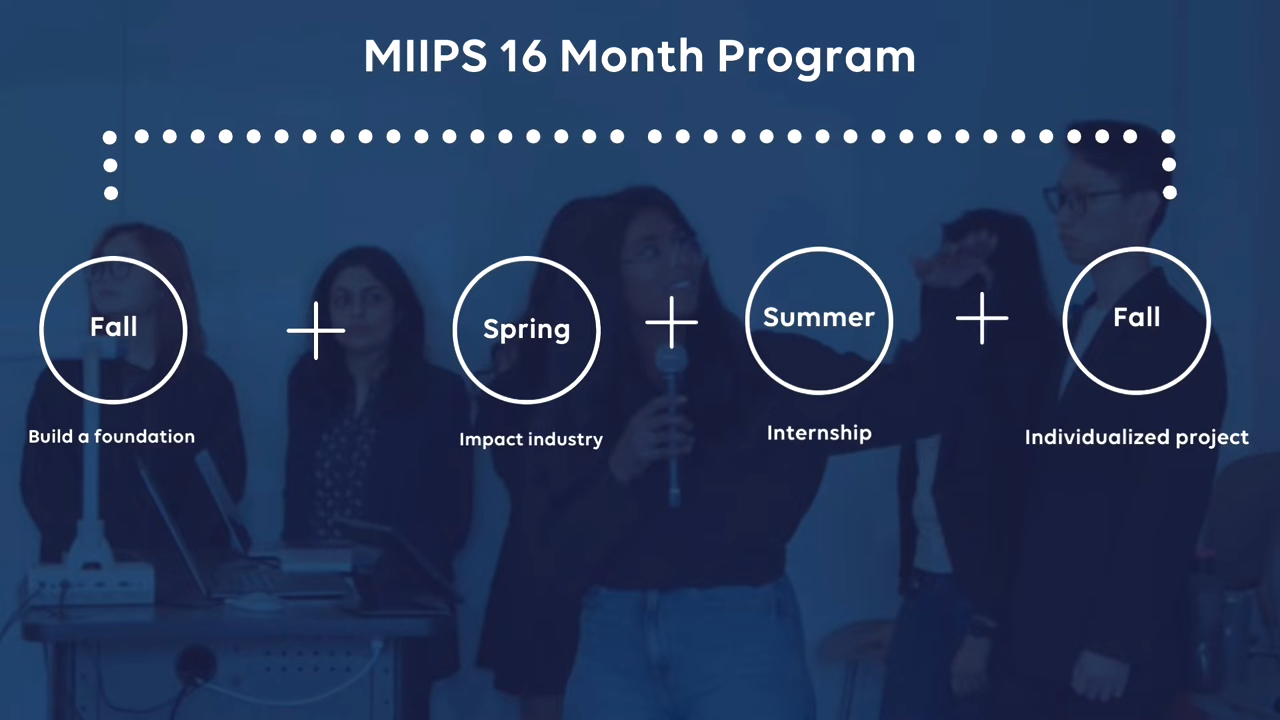 MIIPS 16 Month Program
Fall
Spring
Summer
Fall
Build a foundation
Impact industry
Internship
Individualized project